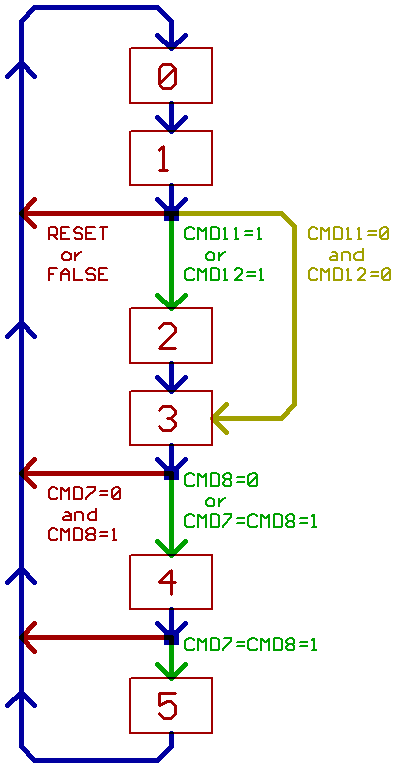 0
1
RESET
or
FALSE
CMD11=1
or
CMD12=1
CMD11=0
and
CMD12=0
2
3
CMD7=0
and
CMD8=1
CMD8=0
or
CMD7=CMD8=1
4
CMD7=CMD8=1
5